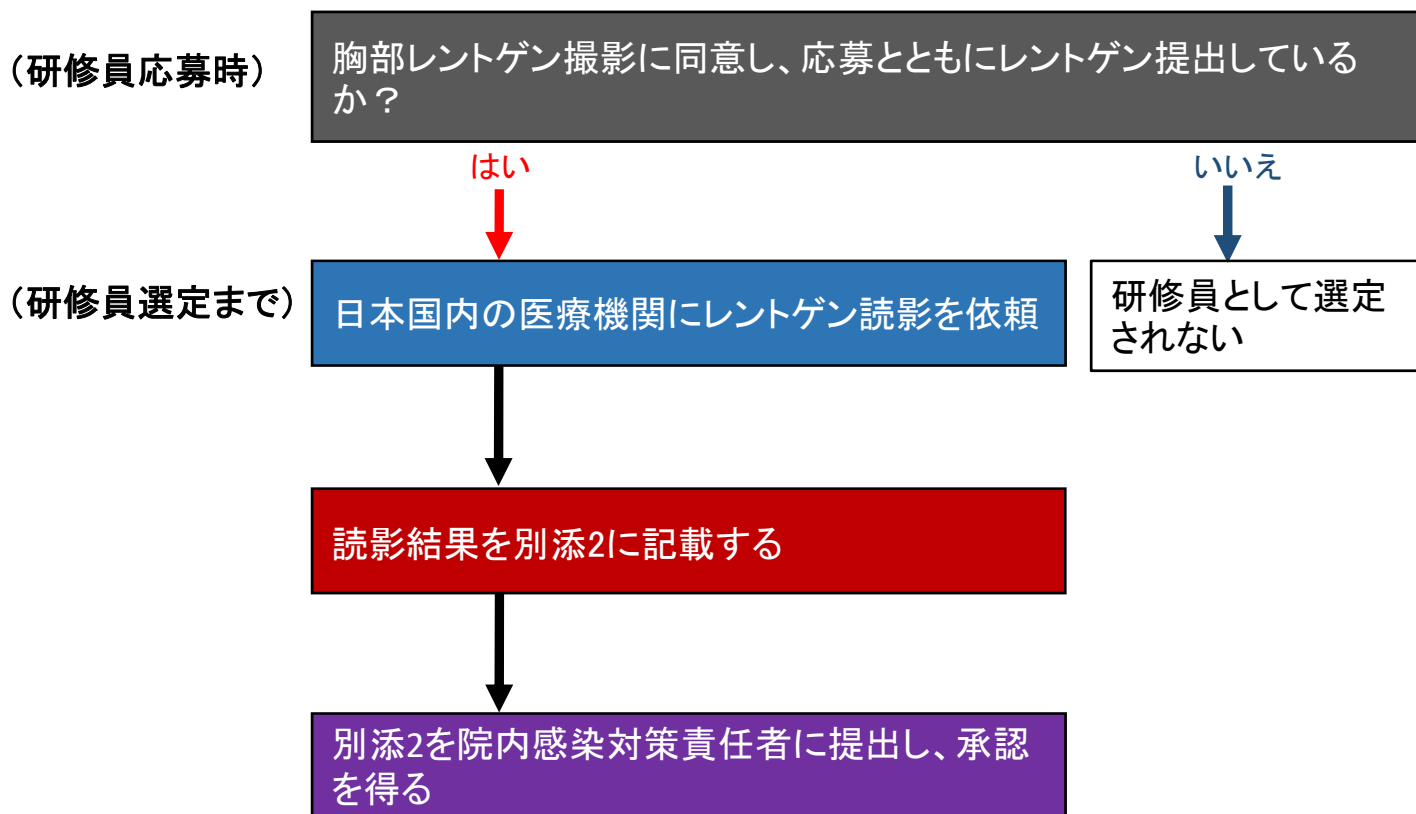 （研修員応募時）
胸部レントゲン撮影に同意し、応募とともにレントゲン提出している
か？
はい
いいえ
（研修員選定まで）
日本国内の医療機関にレントゲン読影を依頼
研修員として選定
されない
読影結果を別添2に記載する
別添2を院内感染対策責任者に提出し、承認
を得る